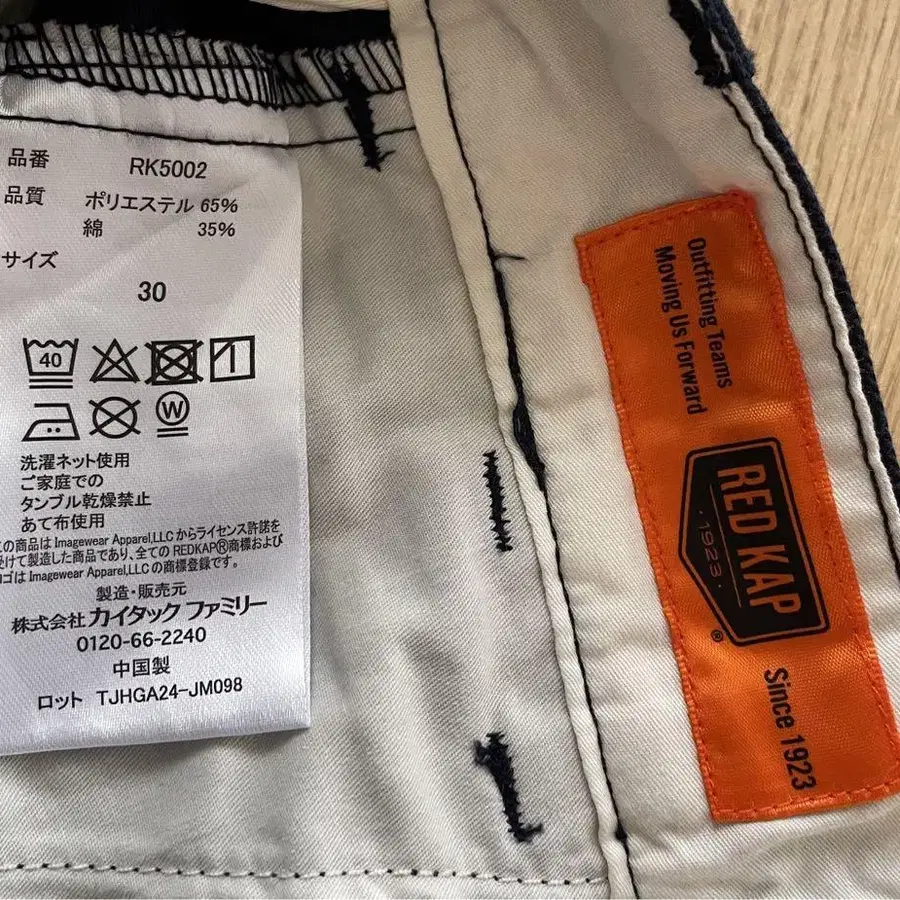 品番 RK5002
品質 ポリエステル 65%
綿 35%
サイズ
30
40
W
洗濯ネット使用
ご家庭での
タンブル乾燥禁止
あて布使用
この商品は Imagewear Apparel,LLC からライセンス許諾を
受けて製造した商品であり、全ての REDKAP®商標および
ロゴは Imagewear Apparel,LLC の商標登録です。
製造・販売元
株式会社カイタック ファミリー
0120-66-2240
中国製
ロット TJHGA24-JM098
Outfitting Teams
Moving Us Forward
RED KAP
·1923·
®
Since 1923